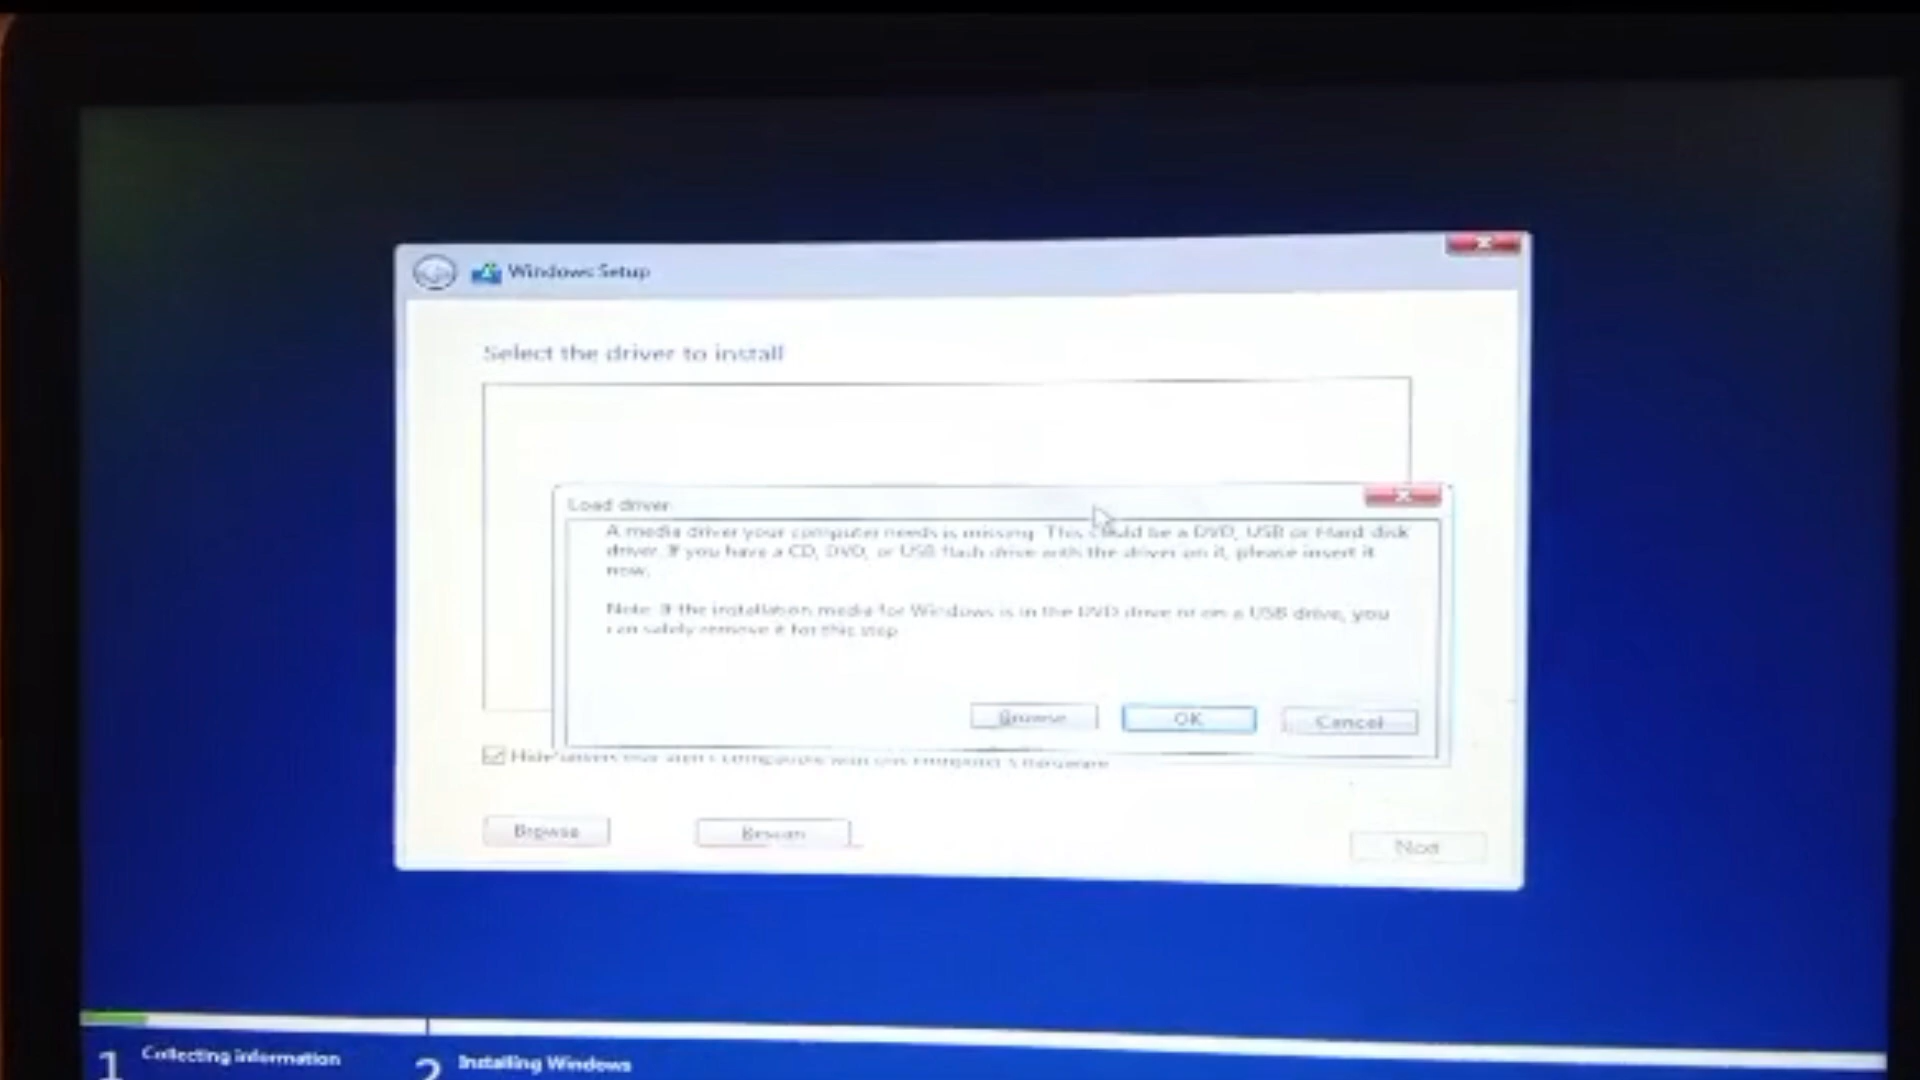 Windows Setup
Select the driver to install
Load driver
A media driver your computer needs is missing. This could be a DVD, USB or Hard disk
driver. If you have a CD, DVD, or USB flash drive with the driver on it, please insert it
now.
Note: If the installation media for Windows is in the DVD drive or on a USB drive, you
can safely remove it for this step.
Browse
OK
Cancel
Hide drivers that aren't compatible with this computer's hardware.
Browse
Rescan
Next
1 Collecting information
2 Installing Windows